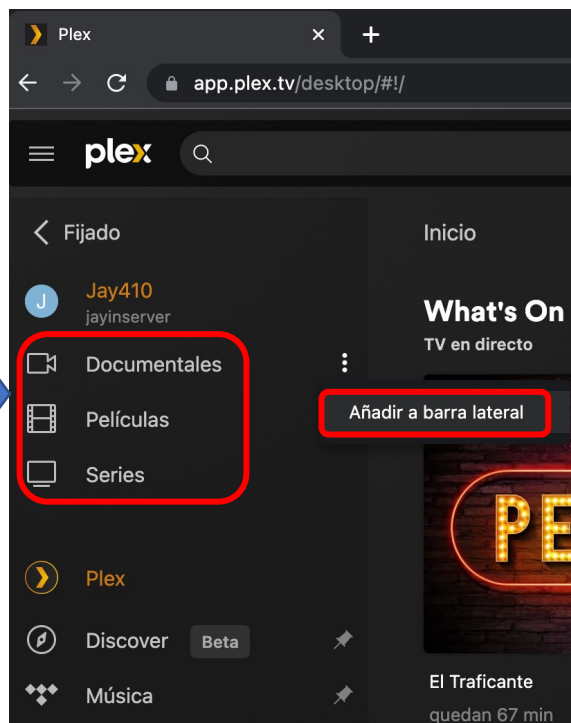 Plex
app.plex.tv/desktop/#!/
plex
Fijado
Inicio
J
Jay410
jayinserver
What's On
TV en directo
Documentales
Añadir a barra lateral
Películas
Series
PE
Plex
Discover Beta
Música
El Traficante
quedan 67 min